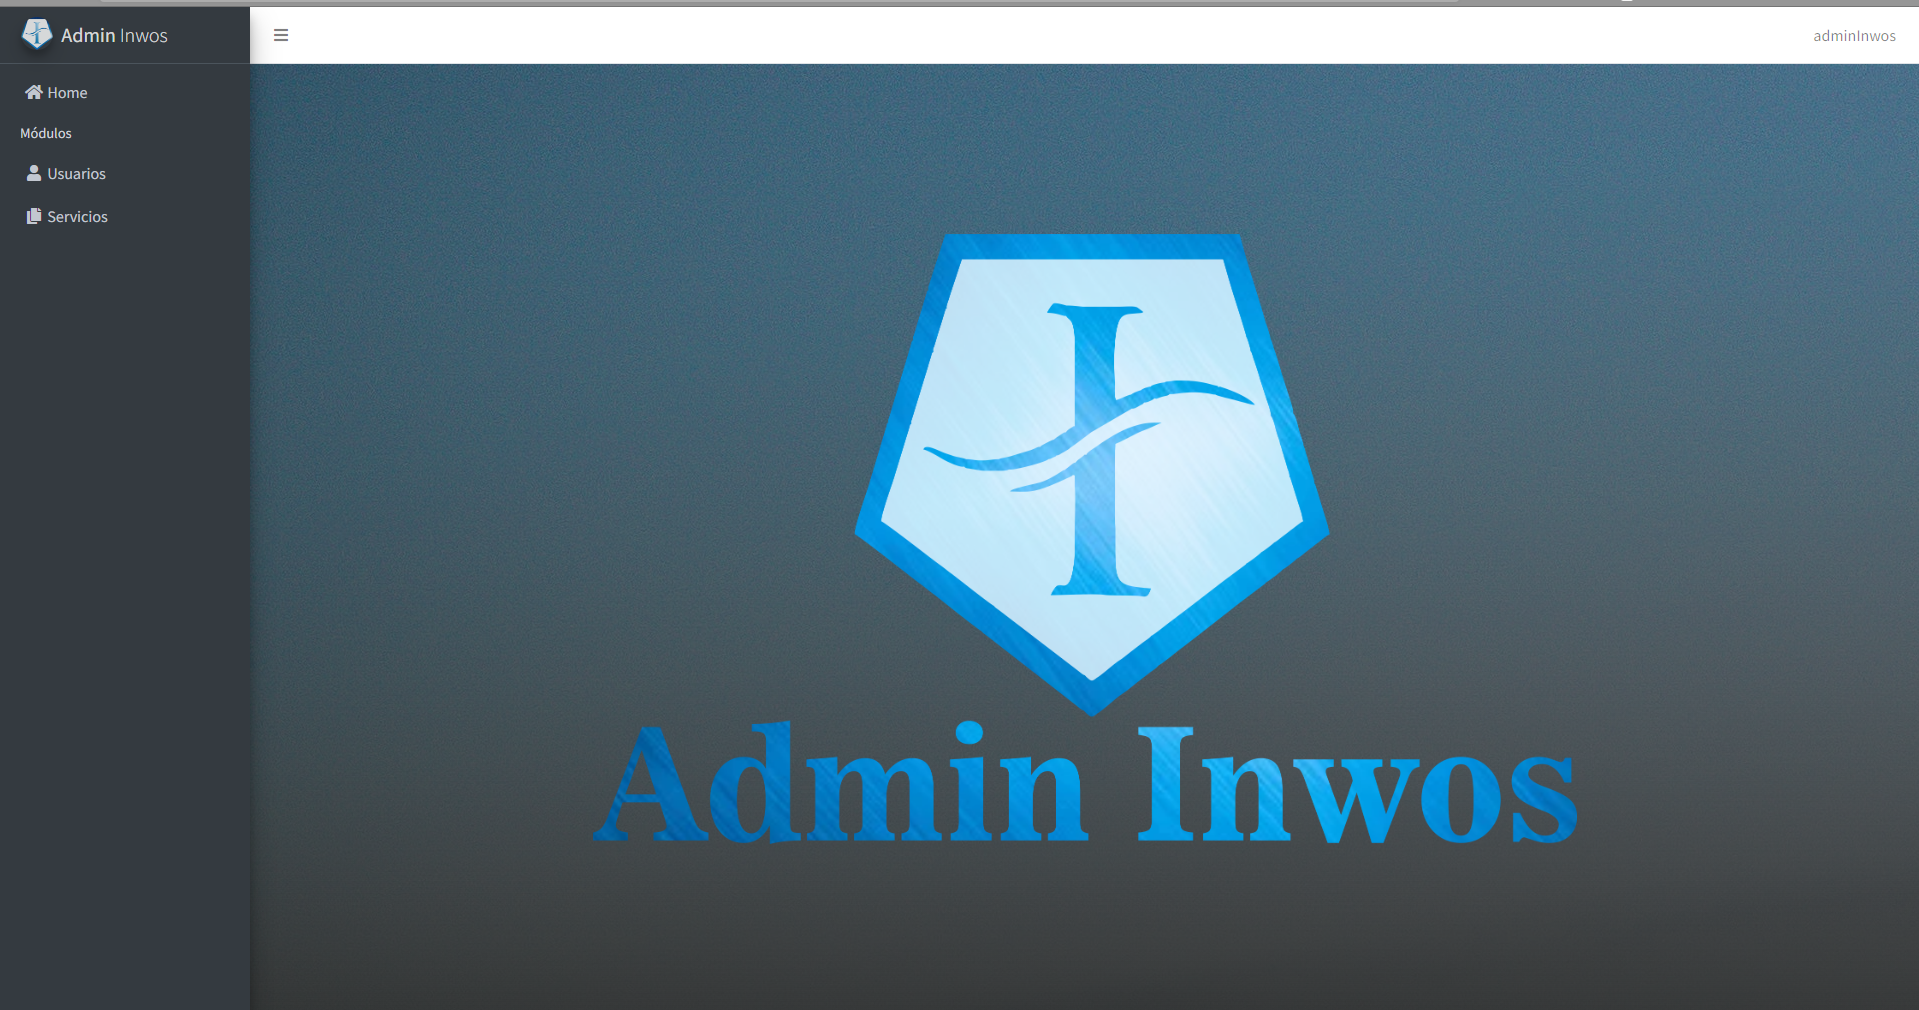 Admin Inwos
adminInwos
Home
Módulos
Usuarios
Servicios
I
Admin Inwos